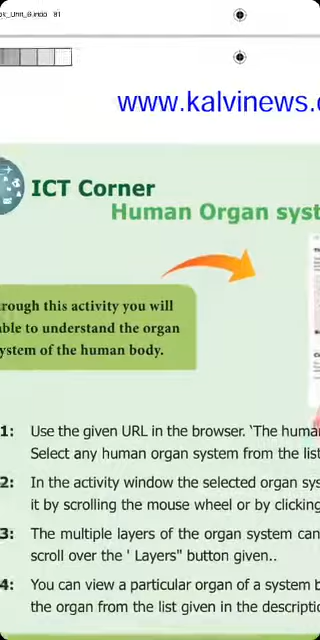 ok_Unit_6.indd 91
www.kalvinews.c
ICT Corner
Human Organ syst
rough this activity you will
able to understand the organ
ystem of the human body.
1: Use the given URL in the browser. 'The huma
Select any human organ system from the list
2: In the activity window the selected organ sys
it by scrolling the mouse wheel or by clicking
3: The multiple layers of the organ system can
scroll over the ' Layers" button given..
4: You can view a particular organ of a system b
the organ from the list given in the descriptio